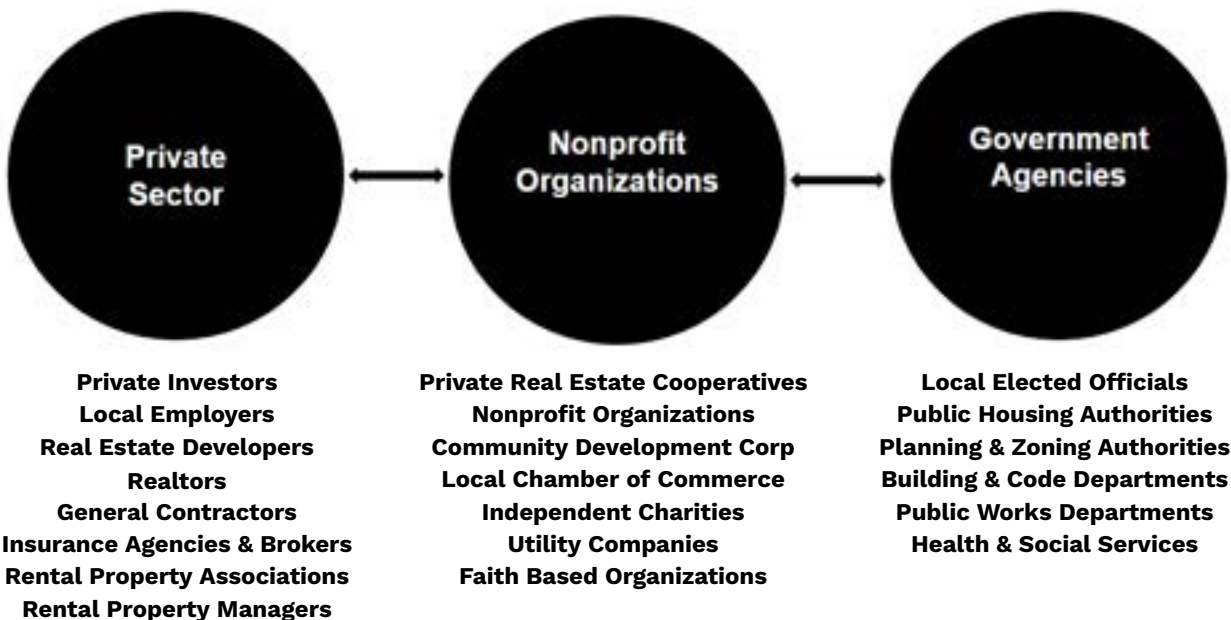 Private
Sector
Nonprofit
Organizations
Government
Agencies
Private Investors
Local Employers
Real Estate Developers
Realtors
General Contractors
Insurance Agencies & Brokers
Rental Property Associations
Rental Property Managers
Private Real Estate Cooperatives
Nonprofit Organizations
Community Development Corp
Local Chamber of Commerce
Independent Charities
Utility Companies
Faith Based Organizations
Local Elected Officials
Public Housing Authorities
Planning & Zoning Authorities
Building & Code Departments
Public Works Departments
Health & Social Services